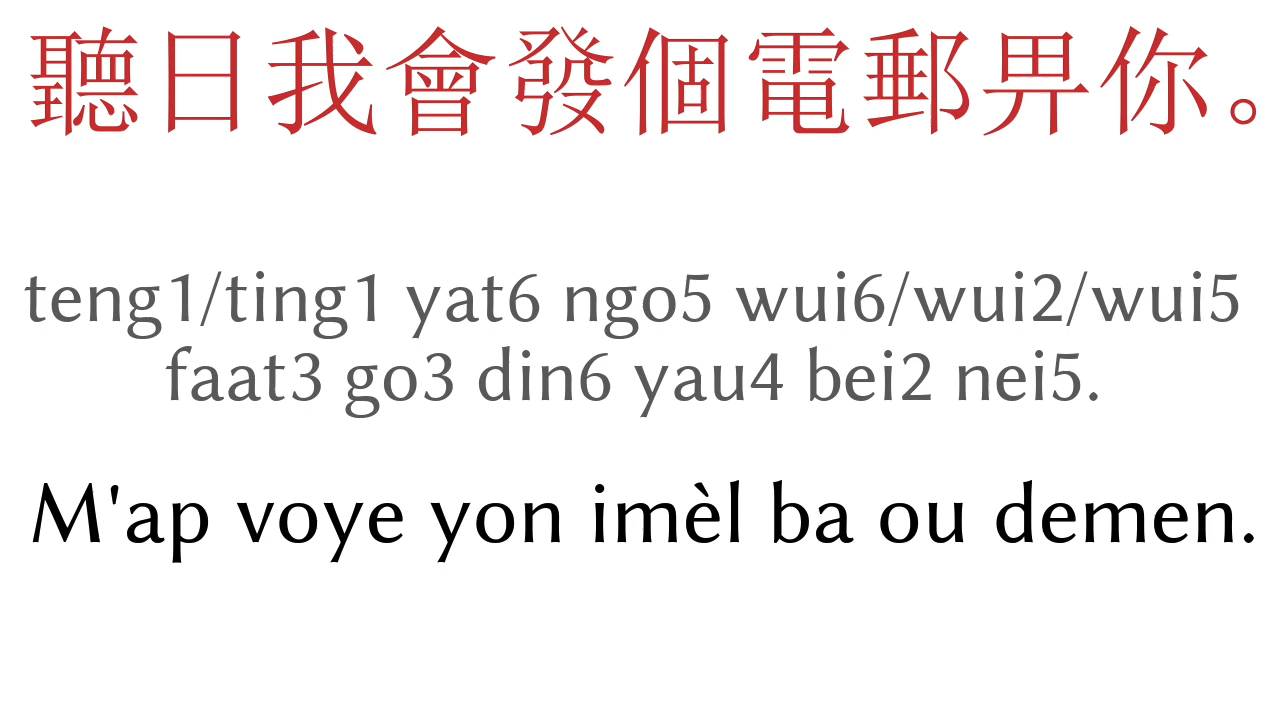 聽日我會發個電郵畀你。
teng1/ting1 yat6 ngo5 wui6/wui2/wui5
faat3 go3 din6 yau4 bei2 nei5.
M'ap voye yon imèl ba ou demen.